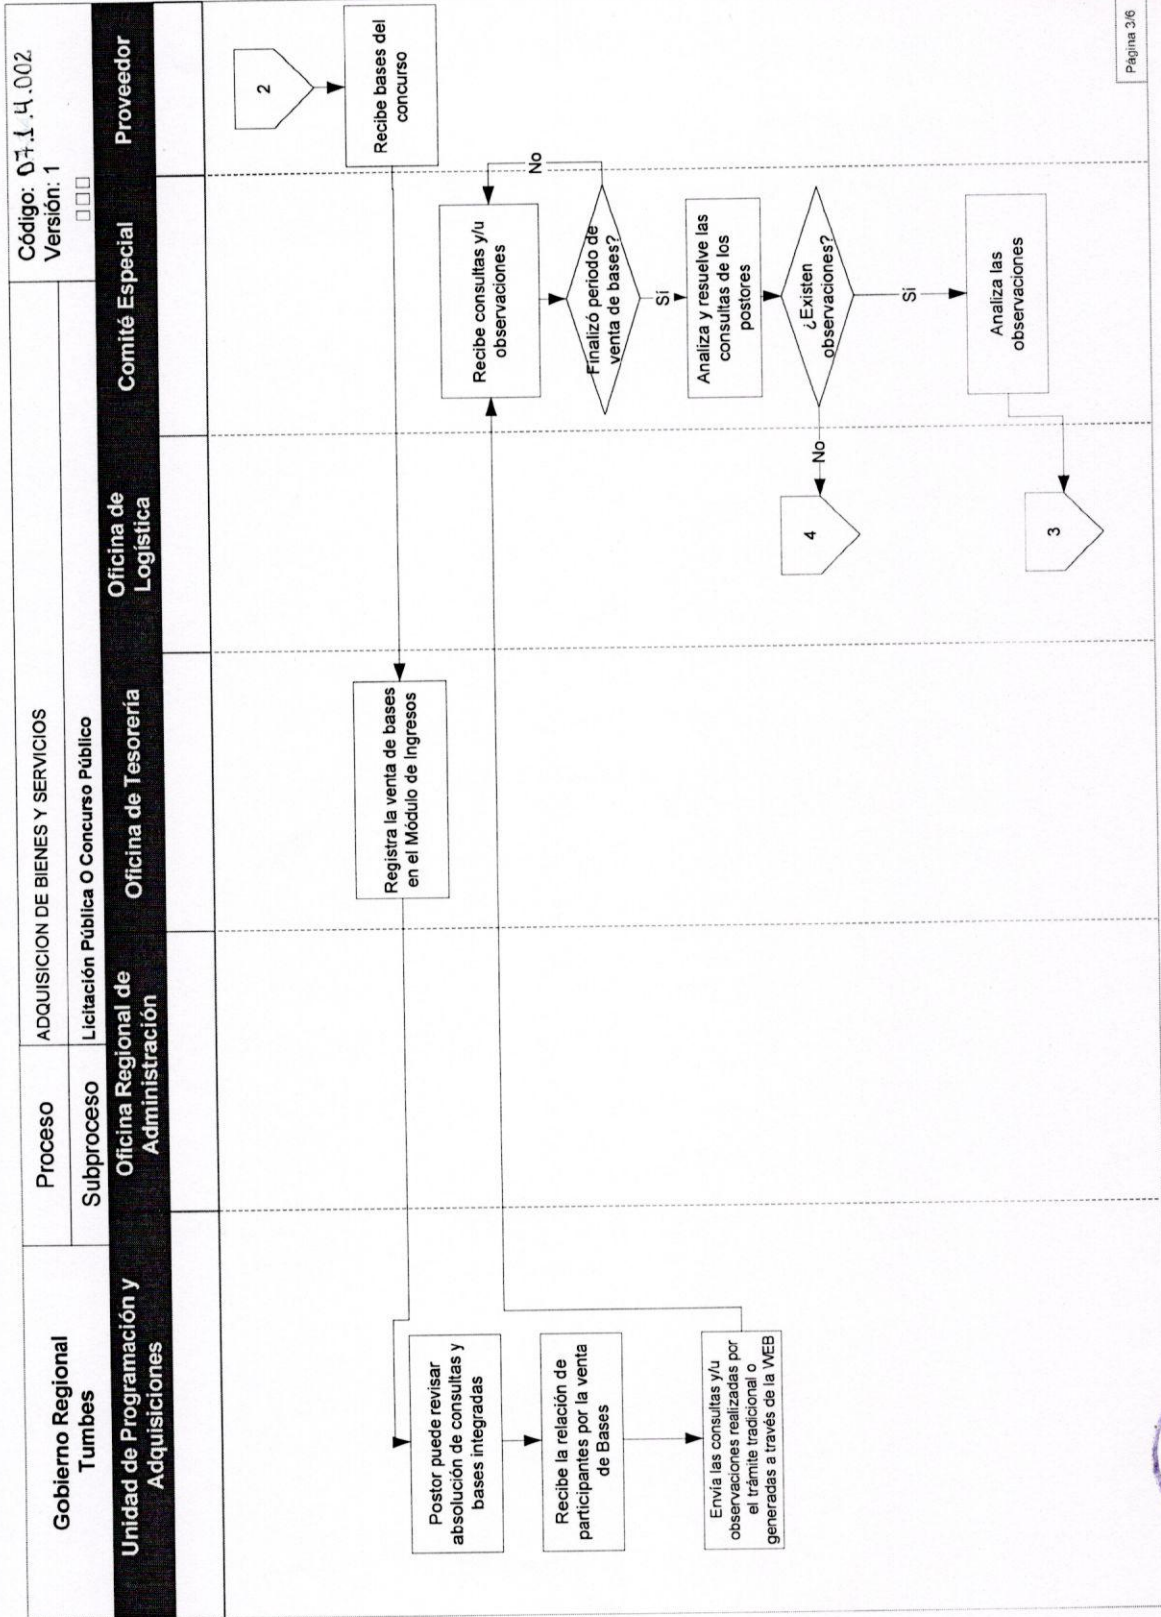 Gobierno Regional
Tumbes
Proceso
ADQUISICION DE BIENES Y SERVICIOS
Subproceso
Licitación Pública O Concurso Público
Código: 07.1.4.002
Versión: 1
Unidad de Programación y
Adquisiciones
Oficina Regional de
Administración
Oficina de Tesorería
Oficina de
Logística
Comité Especial
Proveedor
2
Recibe bases del
concurso
Registra la venta de bases
en el Módulo de Ingresos
Postor puede revisar
absolución de consultas y
bases integradas
Recibe la relación de
participantes por la venta
de Bases
Envía las consultas y/u
observaciones realizadas por
el trámite tradicional o
generadas a través de la WEB
Recibe consultas y/u
observaciones
No
Finalizó periodo de
venta de bases?
Si
Analiza y resuelve las
consultas de los
postores
¿Existen
observaciones?
No
4
Si
Analiza las
observaciones
3
Página 3/6